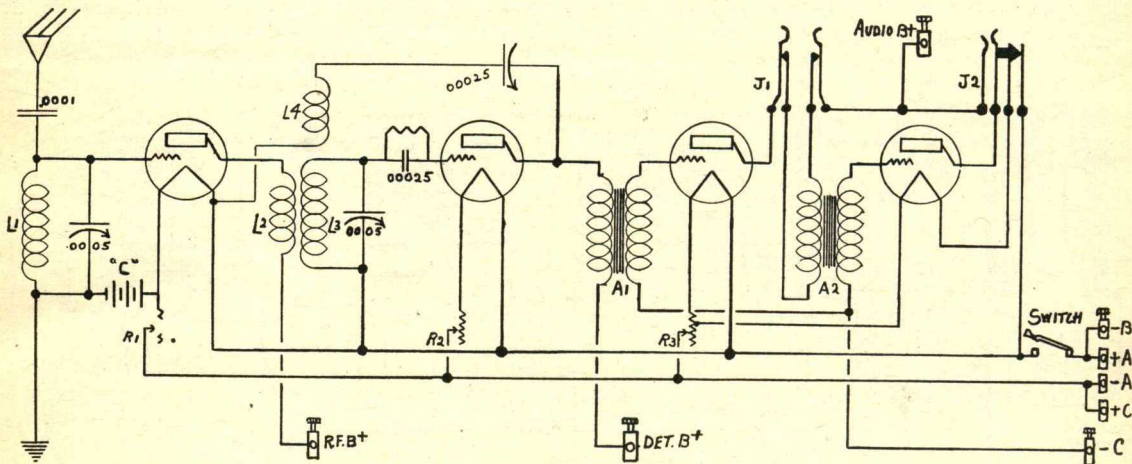 .0001
L1
.0005
"C"
R1
L4
L2
L3
.0005
.00025
.00025
R2
A1
R3
J1
AUDIO B+
J2
A2
SWITCH
-B
+A
-A
+C
-C
R.F.B+
DET. B+